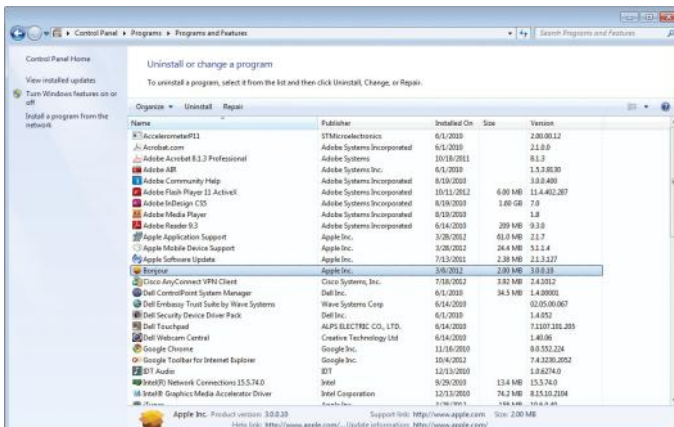 Control Panel ▸ Programs ▸ Programs and Features
Search Programs and Features
Control Panel Home
View installed updates
Turn Windows features on or off
Install a program from the network
Uninstall or change a program
To uninstall a program, select it from the list and then click Uninstall, Change, or Repair.
Organize Uninstall Repair
Name Publisher Installed On Size Version
AccelerometerP11 STMicroelectronics 6/1/2010 2.00.00.12
Acrobat.com Adobe Systems Incorporated 6/1/2010 2.1.0.0
Adobe Acrobat 8.1.3 Professional Adobe Systems 10/18/2011 8.1.3
Adobe AIR Adobe Systems Inc. 6/1/2010 1.5.3.9130
Adobe Community Help Adobe Systems Incorporated 8/19/2010 3.0.0.400
Adobe Flash Player 11 ActiveX Adobe Systems Incorporated 10/11/2012 6.00 MB 11.4.402.287
Adobe InDesign CS5 Adobe Systems Incorporated 8/19/2010 1.60 GB 7.0
Adobe Media Player Adobe Systems Incorporated 8/19/2010 1.8
Adobe Reader 9.3 Adobe Systems Incorporated 6/14/2010 209 MB 9.3.0
Apple Application Support Apple Inc. 3/28/2012 61.0 MB 2.1.7
Apple Mobile Device Support Apple Inc. 3/28/2012 24.4 MB 5.1.1.4
Apple Software Update Apple Inc. 7/13/2011 2.38 MB 2.1.3.127
Bonjour Apple Inc. 3/6/2012 2.00 MB 3.0.0.10
Cisco AnyConnect VPN Client Cisco Systems, Inc. 7/18/2012 3.82 MB 2.4.1012
Dell ControlPoint System Manager Dell Inc. 6/1/2010 34.5 MB 1.4.00001
Dell Embassy Trust Suite by Wave Systems Wave Systems Corp 6/14/2010 02.05.00.067
Dell Security Device Driver Pack Dell Inc. 6/1/2010 1.4.052
Dell Touchpad ALPS ELECTRIC CO., LTD. 6/14/2010 7.1107.101.205
Dell Webcam Central Creative Technology Ltd 6/14/2010 1.40.06
Google Chrome Google Inc. 11/16/2010 8.0.552.224
Google Toolbar for Internet Explorer Google Inc. 10/4/2012 7.4.3230.2052
IDT Audio IDT 12/13/2010 1.0.6274.0
Intel(R) Network Connections 15.5.74.0 Intel 9/29/2010 13.4 MB 15.5.74.0
Intel® Graphics Media Accelerator Driver Intel Corporation 12/13/2010 74.2 MB 8.15.10.2104
Apple Inc. Product version: 3.0.0.10 Support link: http://www.apple.com Size: 2.00 MB
Help link: http://www.apple.com/... Update information: http://www.apple.com/